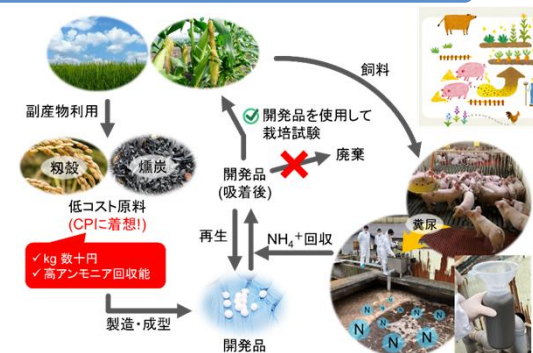 飼料
副産物利用
開発品を使用して
栽培試験
廃棄
籾殻
燻炭
開発品
(吸着後)
低コスト原料
(CPに着想!)
糞尿
再生
NH₄⁺回収
kg 数十円
高アンモニア回収能
製造・成型
開発品
N
N
N
N
N
N